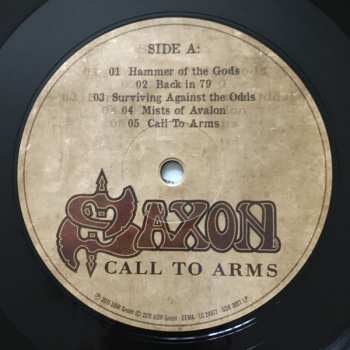 SIDE A:
01 Hammer of the Gods
02 Back in 79
03 Surviving Against the Odds
04 Mists of Avalon
05 Call To Arms
SAXON
CALL TO ARMS